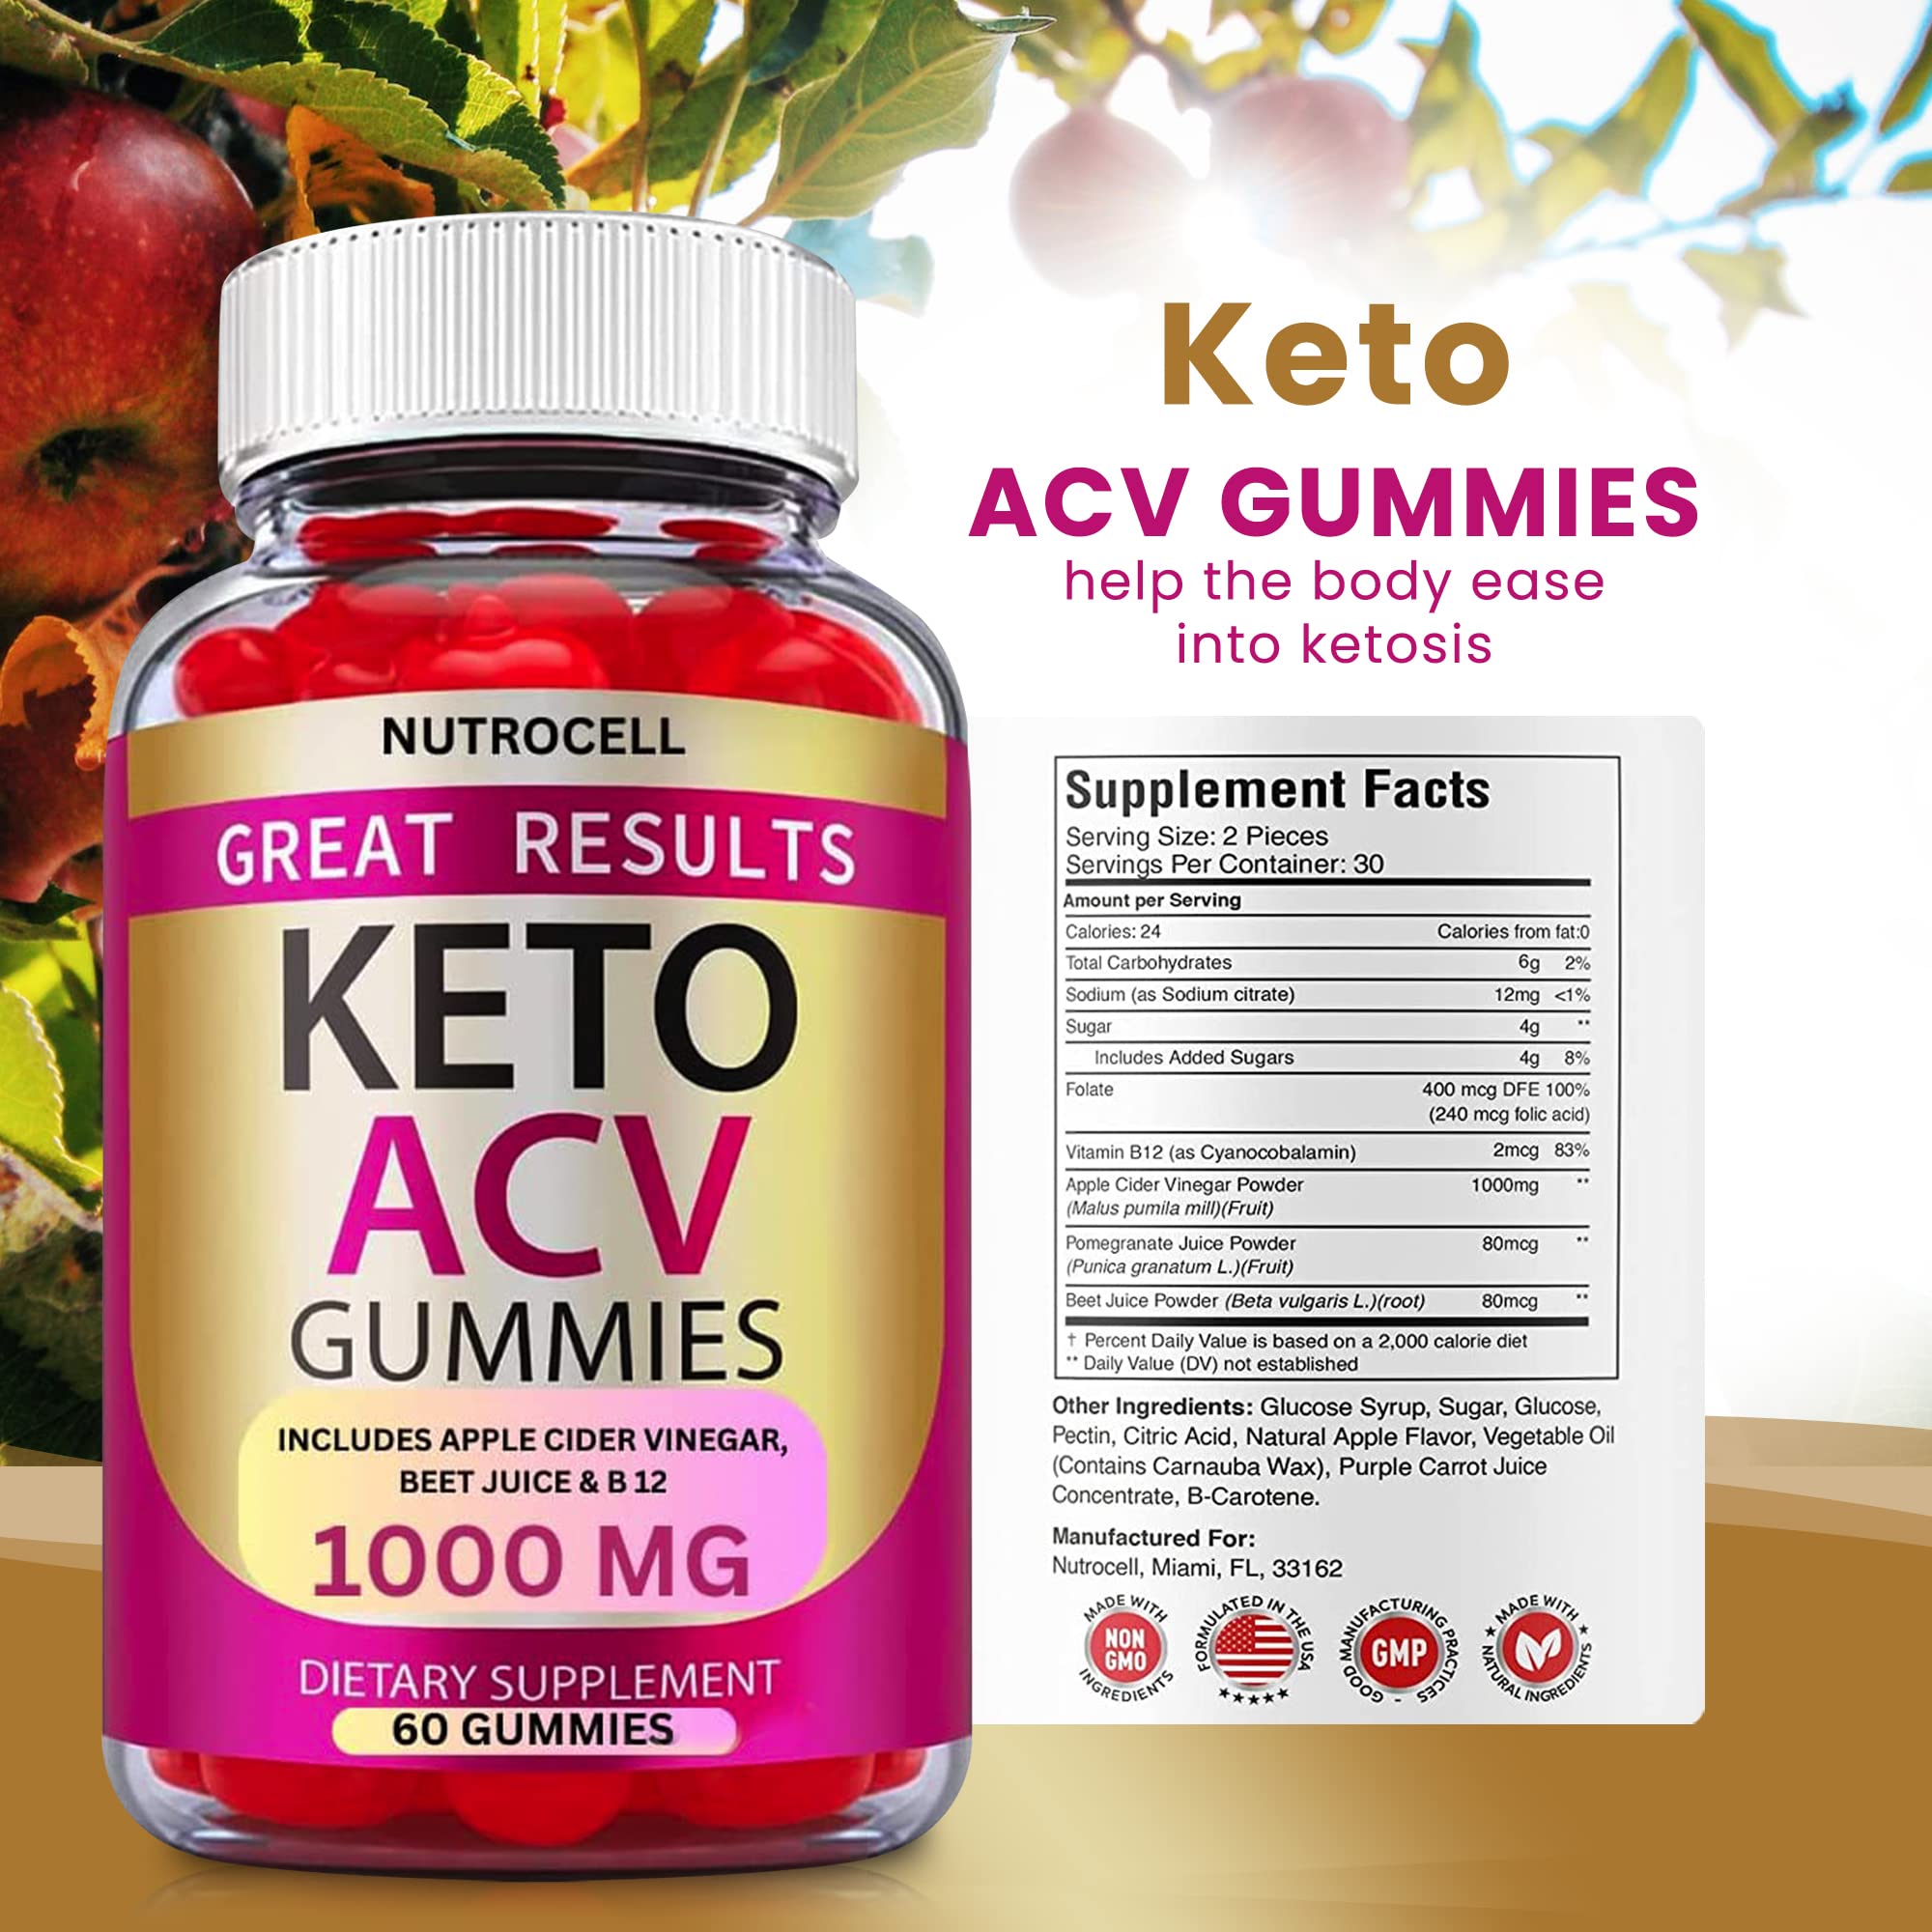 Keto
ACV GUMMIES
help the body ease
into ketosis
NUTROCELL
GREAT RESULTS
KETO
ACV
GUMMIES
INCLUDES APPLE CIDER VINEGAR,
BEET JUICE & B 12
1000 MG
DIETARY SUPPLEMENT
60 GUMMIES
Supplement Facts
Serving Size: 2 Pieces
Servings Per Container: 30
Amount per Serving
Calories: 24 Calories from fat:0
Total Carbohydrates 6g 2%
Sodium (as Sodium citrate) 12mg <1%
Sugar 4g **
Includes Added Sugars 4g 8%
Folate 400 mcg DFE 100%
(240 mcg folic acid)
Vitamin B12 (as Cyanocobalamin) 2mcg 83%
Apple Cider Vinegar Powder 1000mg **
(Malus pumila mill)(Fruit)
Pomegranate Juice Powder 80mcg **
(Punica granatum L.)(Fruit)
Beet Juice Powder (Beta vulgaris L.)(root) 80mcg **
† Percent Daily Value is based on a 2,000 calorie diet
** Daily Value (DV) not established
Other Ingredients: Glucose Syrup, Sugar, Glucose,
Pectin, Citric Acid, Natural Apple Flavor, Vegetable Oil
(Contains Carnauba Wax), Purple Carrot Juice
Concentrate, B-Carotene.
Manufactured For:
Nutrocell, Miami, FL, 33162
MADE WITH
NON
GMO
INGREDIENTS
FORMULATED IN THE USA
GOOD MANUFACTURING PRACTICES
GMP
MADE WITH
NATURAL INGREDIENTS